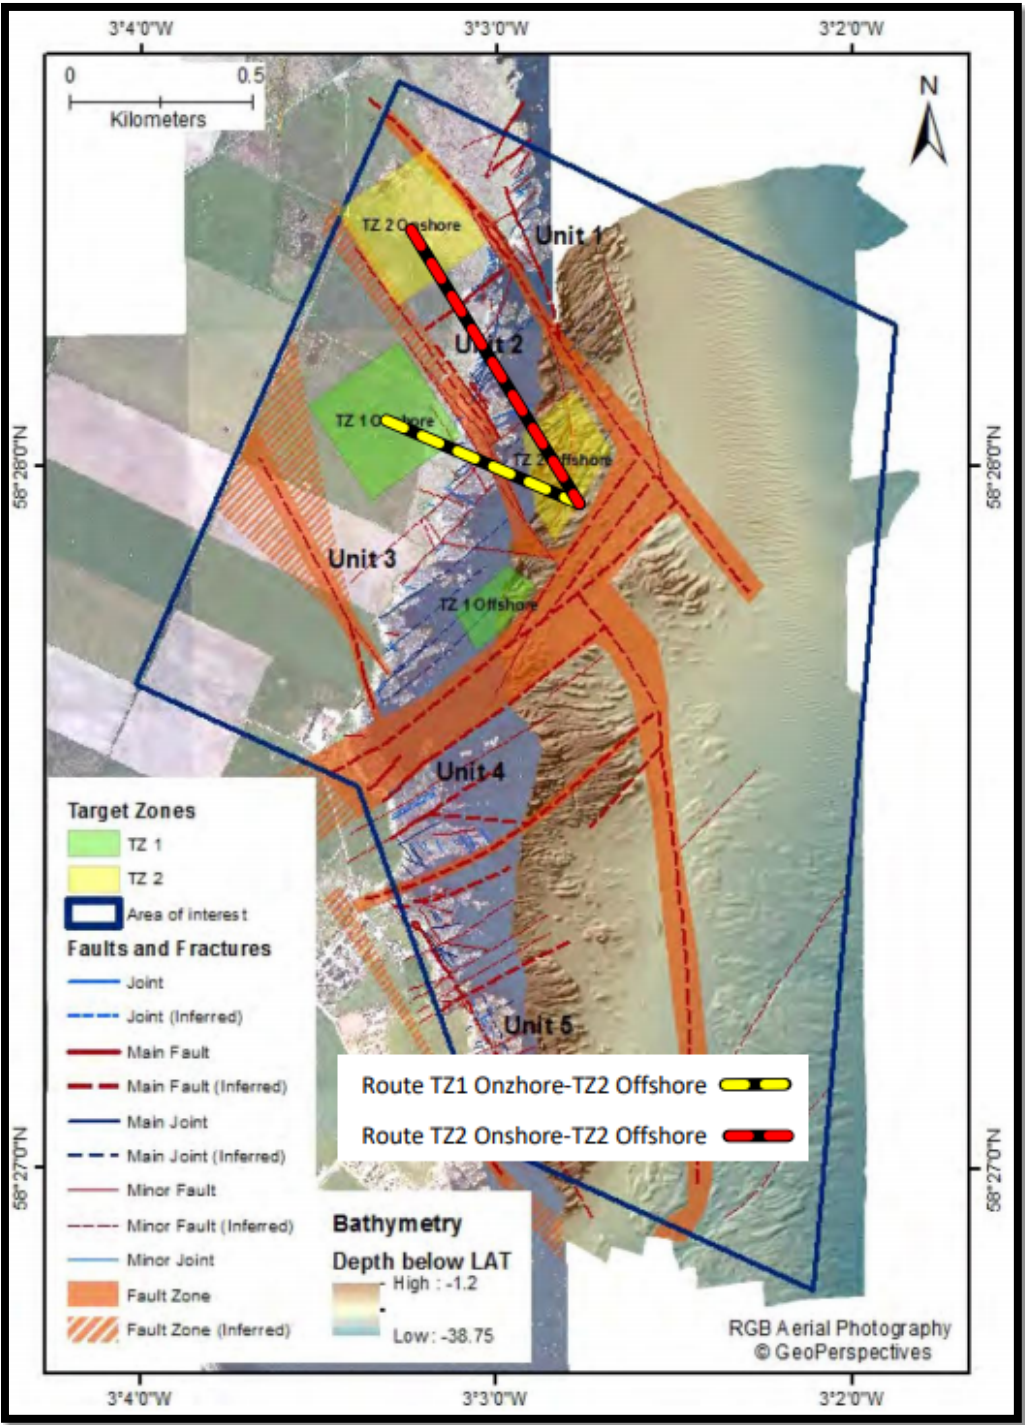 3°4'0"W
3°3'0"W
3°2'0"W
0
0.5
Kilometers
N
TZ 2 Onshore
Unit 1
Unit 2
TZ 1 O hore
TZ 2 Offshore
58°28'0"N
58°28'0"N
Unit 3
TZ 1 Offshore
Unit 4
Target Zones
TZ 1
TZ 2
Area of interest
Faults and Fractures
Joint
Joint (Inferred)
Main Fault
Main Fault (Inferred)
Main Joint
Main Joint (Inferred)
Minor Fault
Minor Fault (Inferred)
Minor Joint
Fault Zone
Fault Zone (Inferred)
Unit 5
Route TZ1 Onzhore-TZ2 Offshore
Route TZ2 Onshore-TZ2 Offshore
58°27'0"N
58°27'0"N
Bathymetry
Depth below LAT
High : -1.2
Low : -38.75
RGB Aerial Photography
© GeoPerspectives
3°4'0"W
3°3'0"W
3°2'0"W